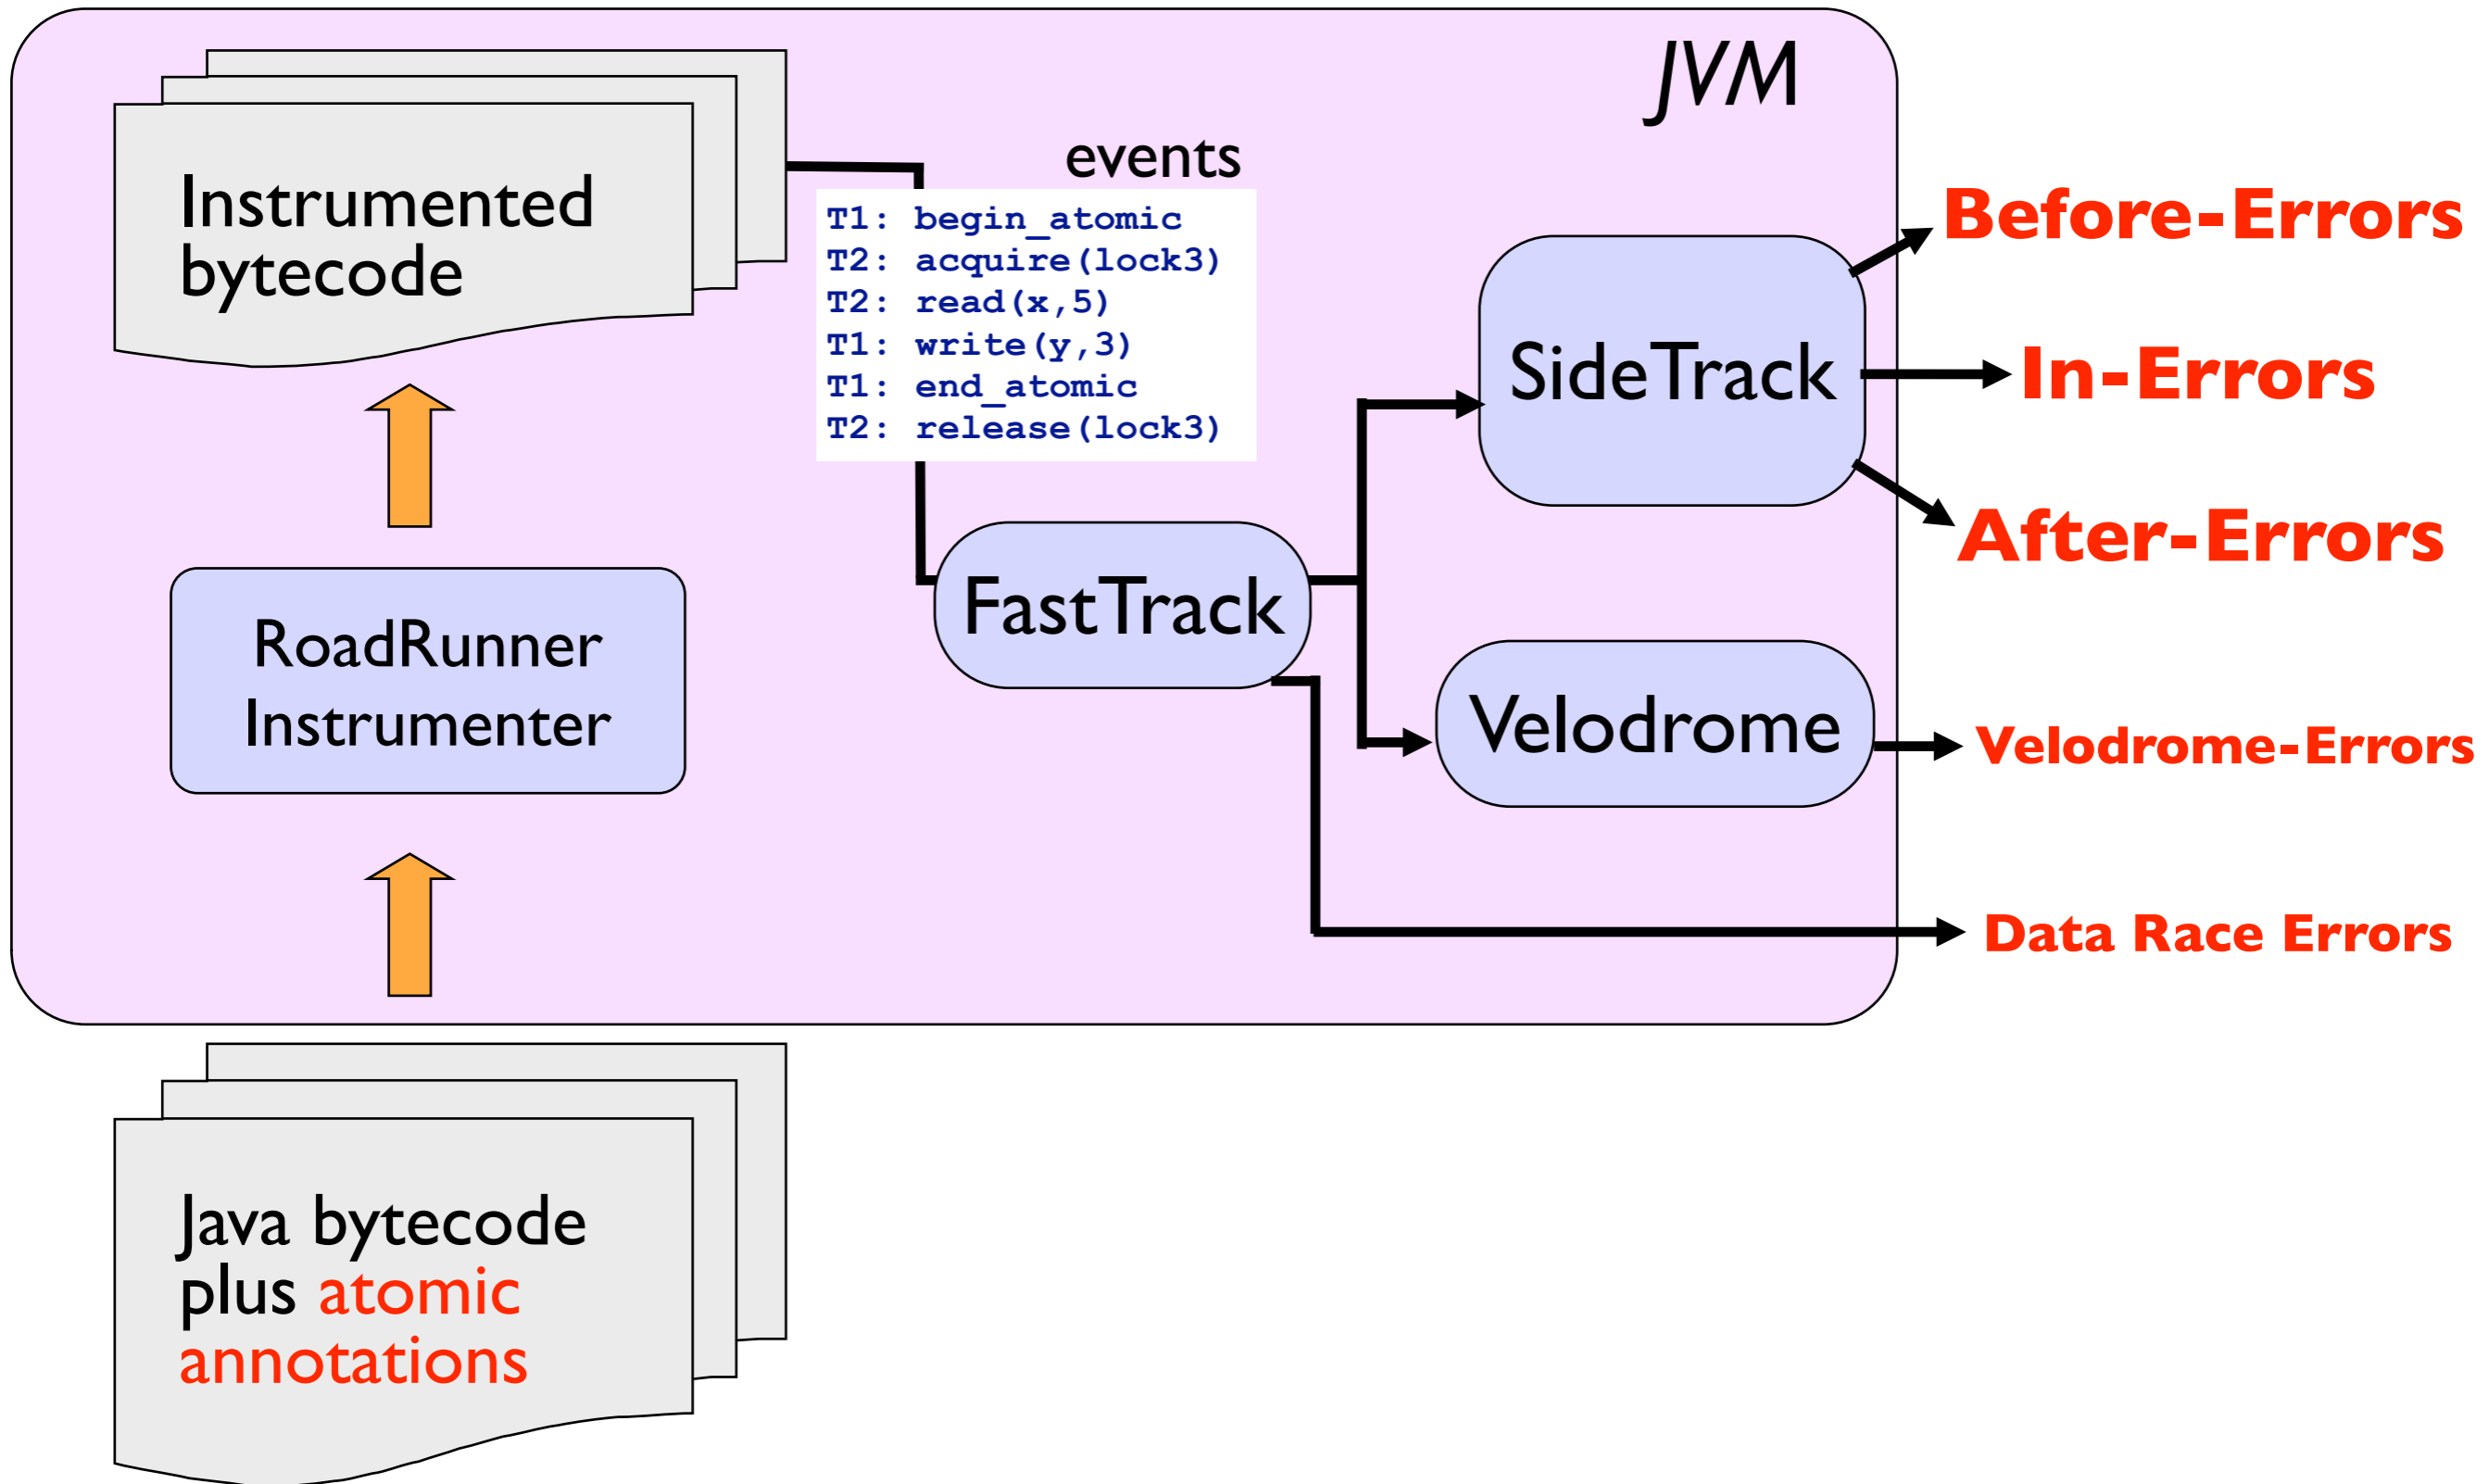 JVM
Instrumented
bytecode
events
T1: begin_atomic
T2: acquire(lock3)
T2: read(x,5)
T1: write(y,3)
T1: end_atomic
T2: release(lock3)
SideTrack
Before-Errors
In-Errors
After-Errors
FastTrack
RoadRunner
Instrumenter
Velodrome
Velodrome-Errors
Data Race Errors
Java bytecode
plus atomic
annotations